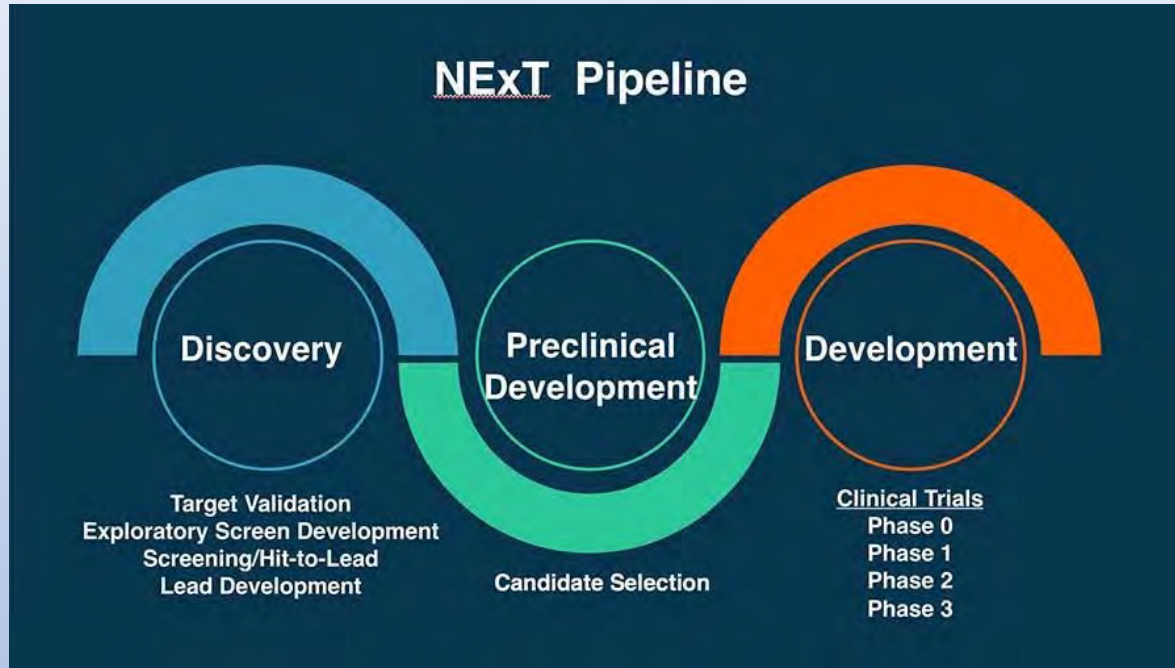 NExT Pipeline
Discovery
Preclinical
Development
Development
Target Validation
Exploratory Screen Development
Screening/Hit-to-Lead
Lead Development
Candidate Selection
Clinical Trials
Phase 0
Phase 1
Phase 2
Phase 3